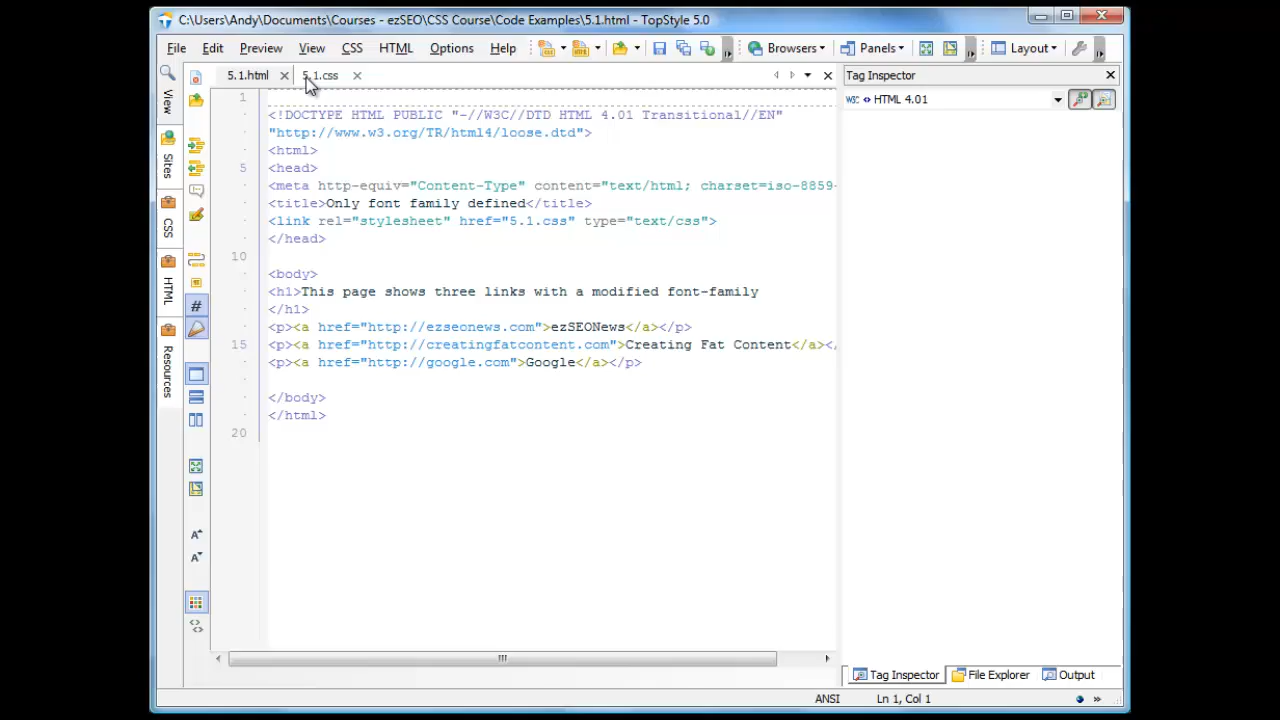 C:\Users\Andy\Documents\Courses - ezSEO\CSS Course\Code Examples\5.1.html - TopStyle 5.0
File Edit Preview View CSS HTML Options Help Browsers Panels Layout
5.1.html 5.1.css Tag Inspector
HTML 4.01
View
Sites
CSS
HTML
Resources
1
<!DOCTYPE HTML PUBLIC "-//W3C//DTD HTML 4.01 Transitional//EN"
"http://www.w3.org/TR/html4/loose.dtd">
<html>
5 <head>
<meta http-equiv="Content-Type" content="text/html; charset=iso-8859-
<title>Only font family defined</title>
<link rel="stylesheet" href="5.1.css" type="text/css">
</head>
10
<body>
<h1>This page shows three links with a modified font-family
</h1>
<p><a href="http://ezseonews.com">ezSEONews</a></p>
15 <p><a href="http://creatingfatcontent.com">Creating Fat Content</a></
<p><a href="http://google.com">Google</a></p>
</body>
</html>
20
Tag Inspector File Explorer Output
ANSI Ln 1, Col 1